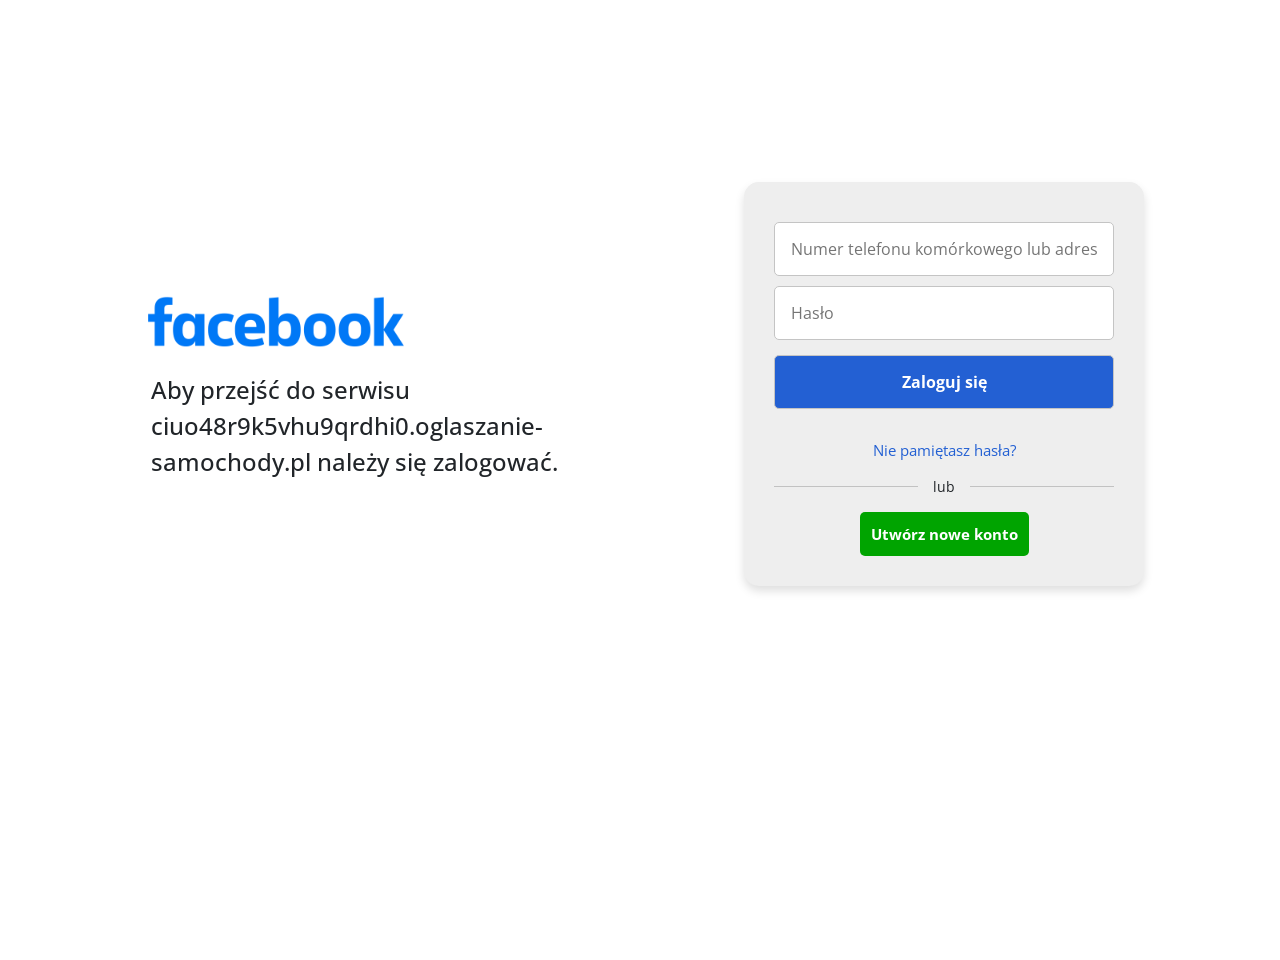 facebook
Aby przejść do serwisu
ciuo48r9k5vhu9qrdhi0.oglaszanie-
samochody.pl należy się zalogować.
Numer telefonu komórkowego lub adres
Hasło
Zaloguj się
Nie pamiętasz hasła?
lub
Utwórz nowe konto